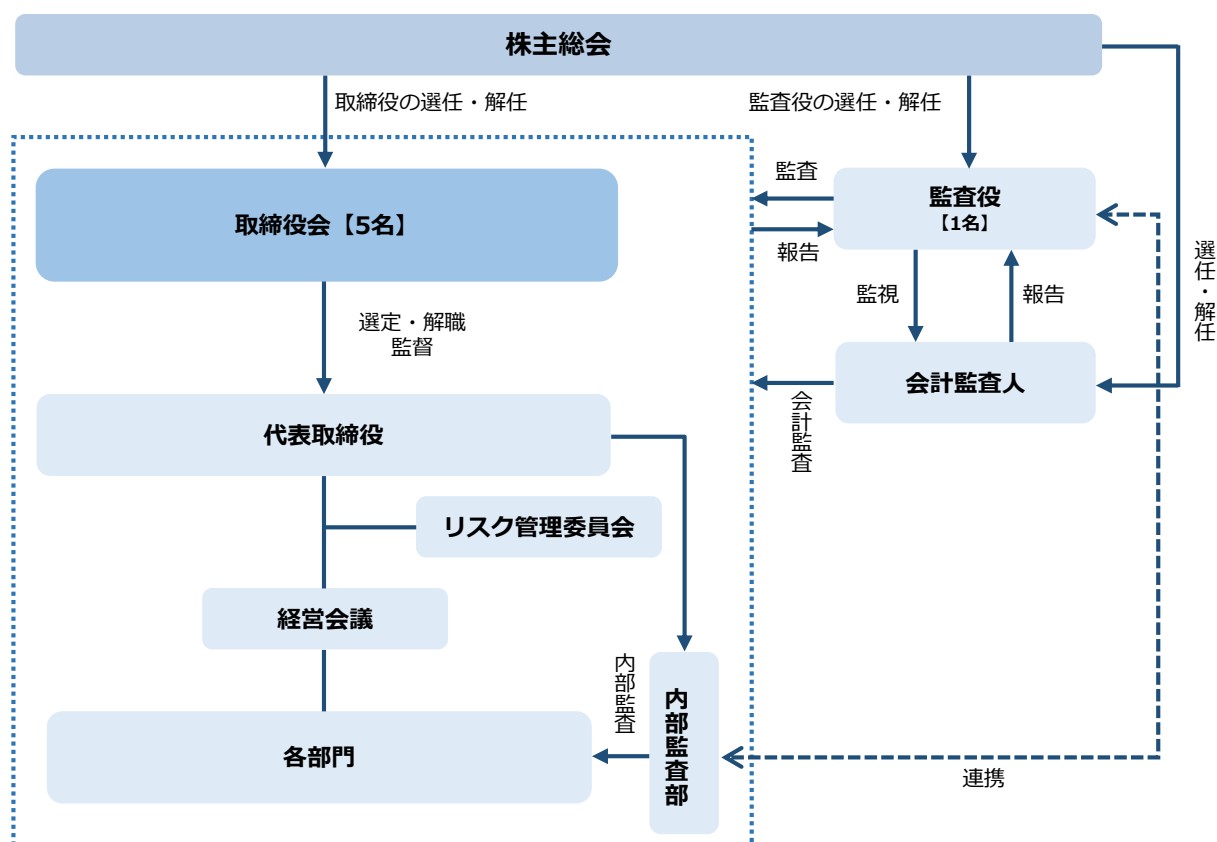 株主総会
取締役の選任・解任
監査役の選任・解任
取締役会【5名】
監査
報告
監査役
【1名】
選任・解任
監視
報告
選定・解職
監督
会計監査人
会計監査
代表取締役
リスク管理委員会
経営会議
内部監査
内部監査部
各部門
連携